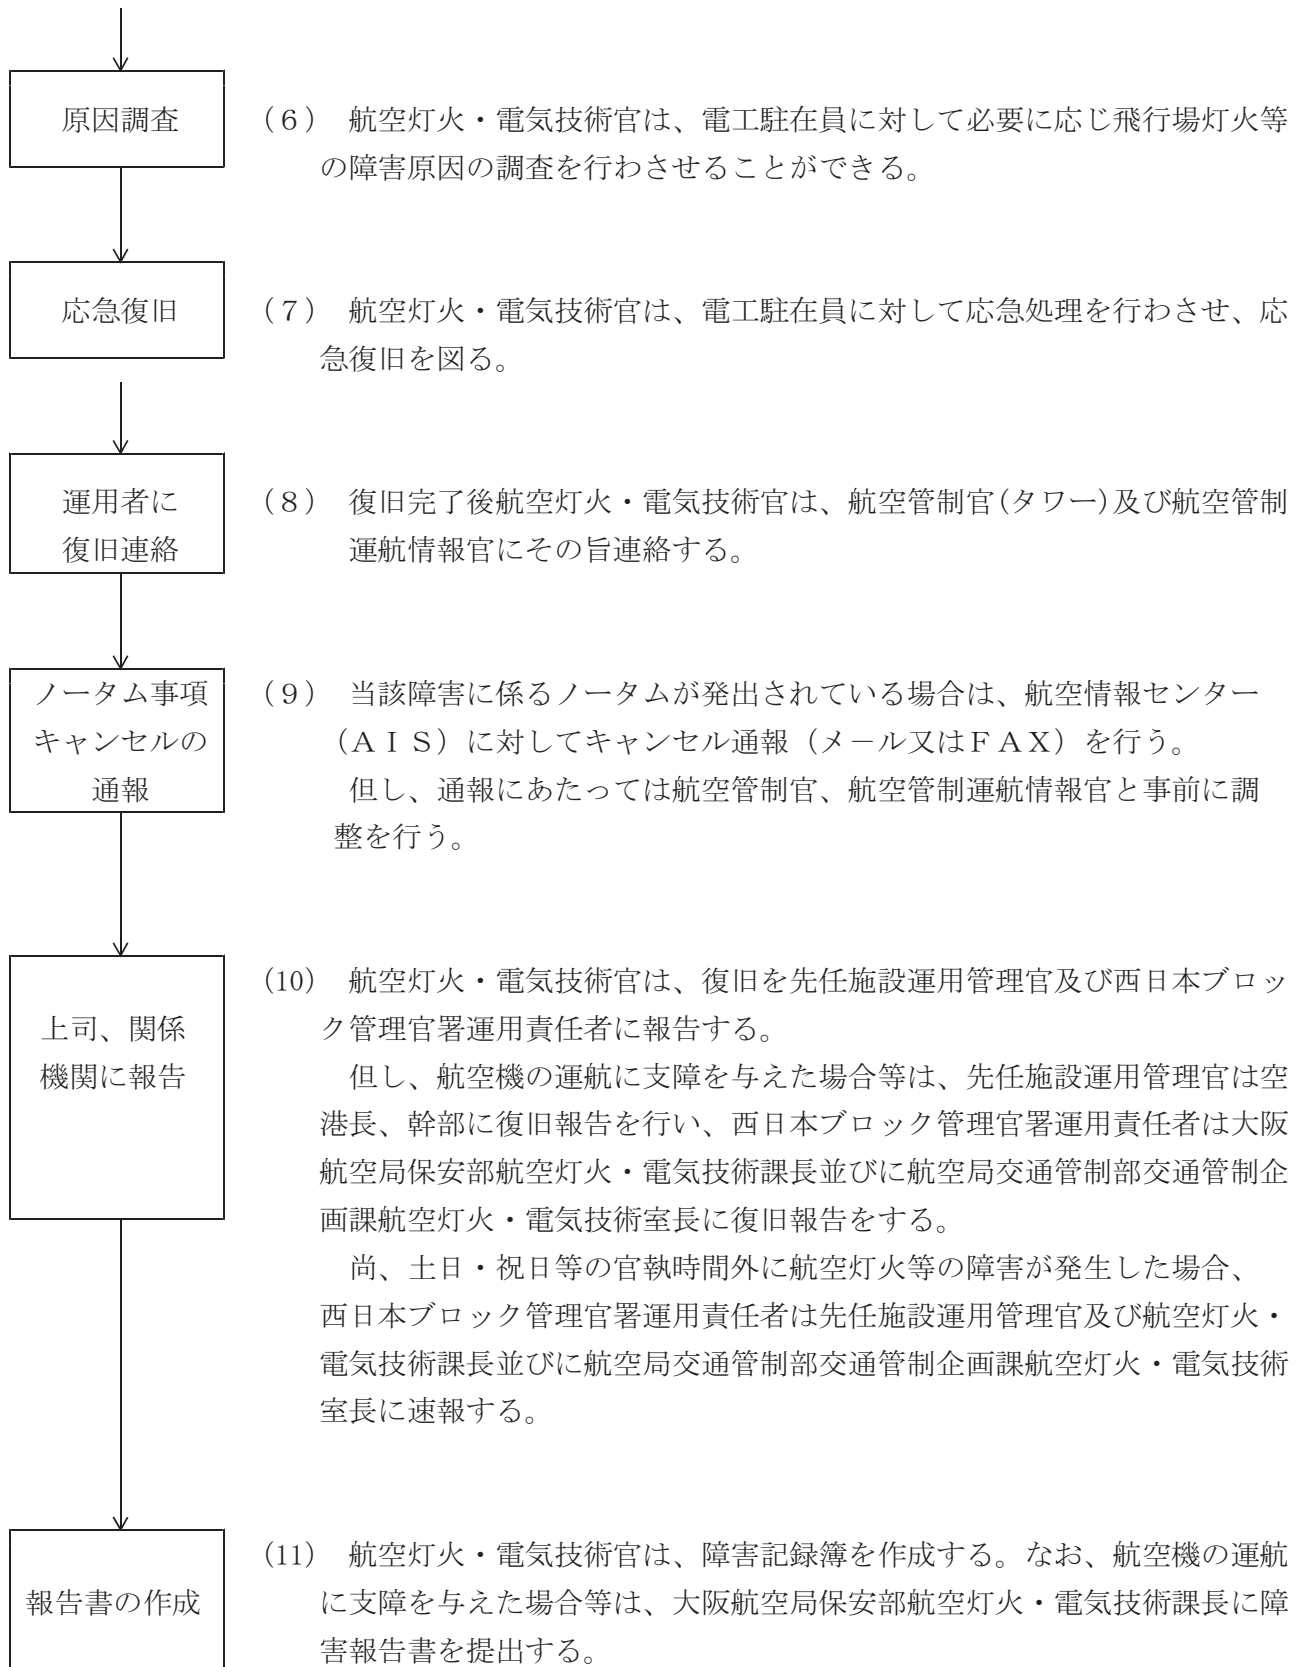 原因調査
(６)　航空灯火・電気技術官は、電工駐在員に対して必要に応じ飛行場灯火等
の障害原因の調査を行わさせることができる。
応急復旧
(７)　航空灯火・電気技術官は、電工駐在員に対して応急処理を行わさせ、応
急復旧を図る。
運用者に
復旧連絡
(８)　復旧完了後航空灯火・電気技術官は、航空管制官(タワー)及び航空管制
運航情報官にその旨連絡する。
ノータム事項
キャンセルの
通報
(９)　当該障害に係るノータムが発出されている場合は、航空情報センター
（ＡＩＳ）に対してキャンセル通報（メール又はＦＡＸ）を行う。
但し、通報にあたっては航空管制官、航空管制運航情報官と事前に調
整を行う。
上司、関係
機関に報告
(10)　航空灯火・電気技術官は、復旧を先任施設運用管理官及び西日本ブロッ
ク管理官署運用責任者に報告する。
但し、航空機の運航に支障を与えた場合等は、先任施設運用管理官は空
港長、幹部に復旧報告を行い、西日本ブロック管理官署運用責任者は大阪
航空局保安部航空灯火・電気技術課長並びに航空局交通管制部交通管制企
画課航空灯火・電気技術室長に復旧報告をする。
尚、土日・祝日等の官執時間外に航空灯火等の障害が発生した場合、
西日本ブロック管理官署運用責任者は先任施設運用管理官及び航空灯火・
電気技術課長並びに航空局交通管制部交通管制企画課航空灯火・電気技術
室長に速報する。
報告書の作成
(11)　航空灯火・電気技術官は、障害記録簿を作成する。なお、航空機の運航
に支障を与えた場合等は、大阪航空局保安部航空灯火・電気技術課長に障
害報告書を提出する。